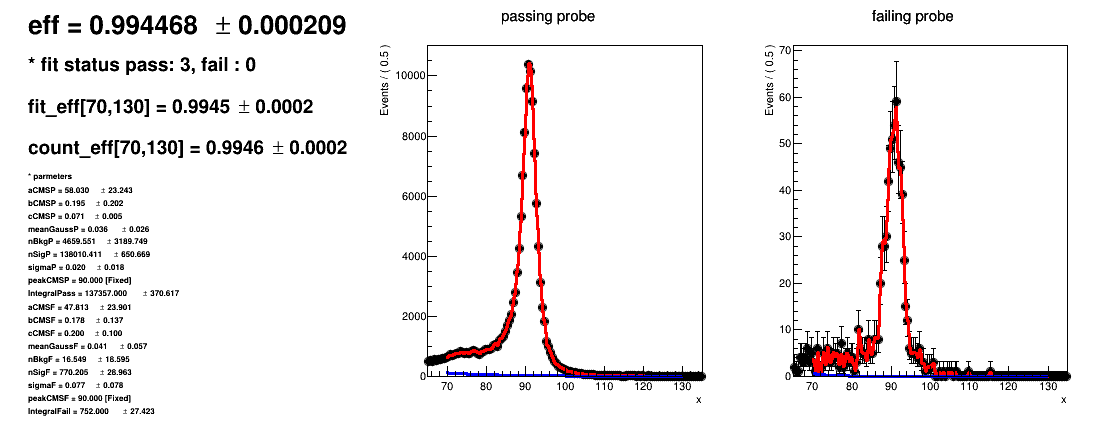 eff = 0.994468 ± 0.000209
* fit status pass: 3, fail : 0
fit_eff[70,130] = 0.9945 ± 0.0002
count_eff[70,130] = 0.9946 ± 0.0002
* parmeters
aCMSP = 58.030 ± 23.243
bCMSP = 0.195 ± 0.202
cCMSP = 0.071 ± 0.005
meanGaussP = 0.036 ± 0.026
nBkgP = 4659.551 ± 3189.749
nSigP = 138010.411 ± 650.669
sigmaP = 0.020 ± 0.018
peakCMSP = 90.000 [Fixed]
IntegralPass = 137357.000 ± 370.617
aCMSF = 47.813 ± 23.901
bCMSF = 0.178 ± 0.137
cCMSF = 0.200 ± 0.100
meanGaussF = 0.041 ± 0.057
nBkgF = 16.549 ± 18.595
nSigF = 770.205 ± 28.963
sigmaF = 0.077 ± 0.078
peakCMSF = 90.000 [Fixed]
IntegralFail = 752.000 ± 27.423
passing probe
Events / ( 0.5 )
10000
8000
6000
4000
2000
0
70 80 90 100 110 120 130
x
failing probe
Events / ( 0.5 )
70
60
50
40
30
20
10
0
70 80 90 100 110 120 130
x